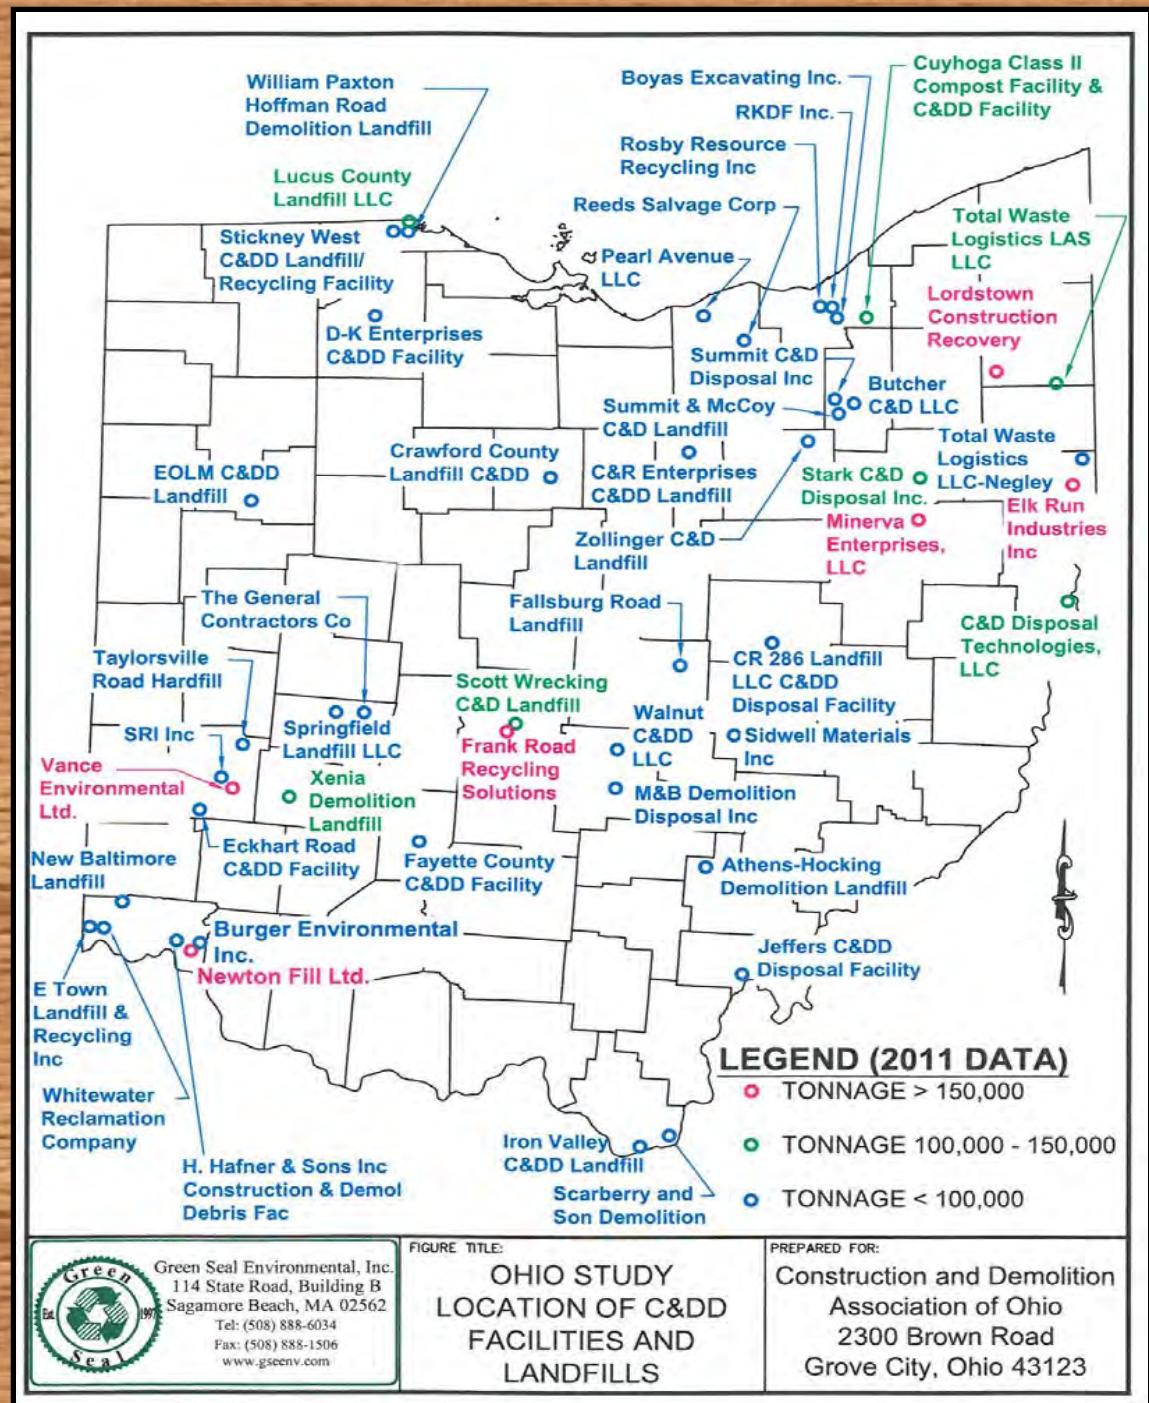 William Paxton
Hoffman Road
Demolition Landfill
Boyas Excavating Inc.
Cuyhoga Class II
Compost Facility &
C&DD Facility
RKDF Inc.
Rosby Resource
Recycling Inc
Lucus County
Landfill LLC
Reeds Salvage Corp
Total Waste
Logistics LAS
LLC
Stickney West
C&DD Landfill/
Recycling Facility
Pearl Avenue
LLC
Lordstown
Construction
Recovery
D-K Enterprises
C&DD Facility
Summit C&D
Disposal Inc
Butcher
C&D LLC
Summit & McCoy
C&D Landfill
Crawford County
Landfill C&DD
Total Waste
Logistics
LLC-Negley
EOLM C&DD
Landfill
C&R Enterprises
C&DD Landfill
Stark C&D
Disposal Inc.
Elk Run
Industries
Inc
Minerva
Enterprises,
LLC
Zollinger C&D
Landfill
The General
Contractors Co
Fallsburg Road
Landfill
C&D Disposal
Technologies,
LLC
Taylorsville
Road Hardfill
CR 286 Landfill
LLC C&DD
Disposal Facility
Scott Wrecking
C&D Landfill
Springfield
Landfill LLC
Walnut
C&DD
LLC
SRI Inc
Sidwell Materials
Inc
Frank Road
Recycling
Solutions
Vance
Environmental
Ltd.
Xenia
Demolition
Landfill
M&B Demolition
Disposal Inc
Eckhart Road
C&DD Facility
New Baltimore
Landfill
Fayette County
C&DD Facility
Athens-Hocking
Demolition Landfill
Burger Environmental
Inc.
Newton Fill Ltd.
Jeffers C&DD
Disposal Facility
E Town
Landfill &
Recycling
Inc
Whitewater
Reclamation
Company
H. Hafner & Sons Inc
Construction & Demol
Debris Fac
Iron Valley
C&DD Landfill
Scarberry and
Son Demolition
LEGEND (2011 DATA)
TONNAGE > 150,000
TONNAGE 100,000 - 150,000
TONNAGE < 100,000
Green
Est. 1997
Seal
Green Seal Environmental, Inc.
114 State Road, Building B
Sagamore Beach, MA 02562
Tel: (508) 888-6034
Fax: (508) 888-1506
www.gseenv.com
FIGURE TITLE:
OHIO STUDY
LOCATION OF C&DD
FACILITIES AND
LANDFILLS
PREPARED FOR:
Construction and Demolition
Association of Ohio
2300 Brown Road
Grove City, Ohio 43123